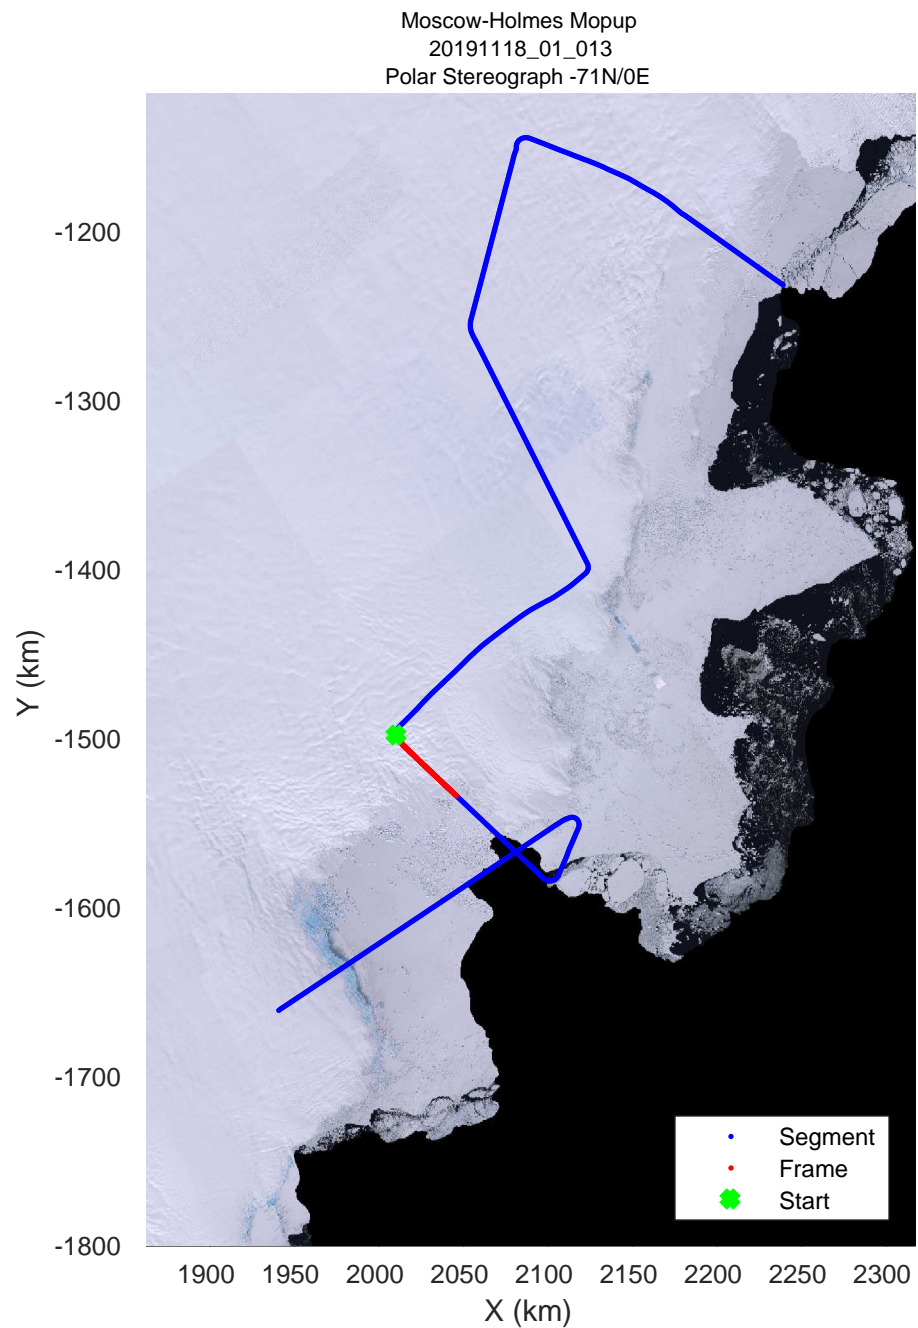 Moscow-Holmes Mopup
20191118_01_013
Polar Stereograph -71N/0E
-1200
-1300
-1400
-1500
-1600
-1700
-1800
Y (km)
1900 1950 2000 2050 2100 2150 2200 2250 2300
X (km)
Segment
Frame
Start